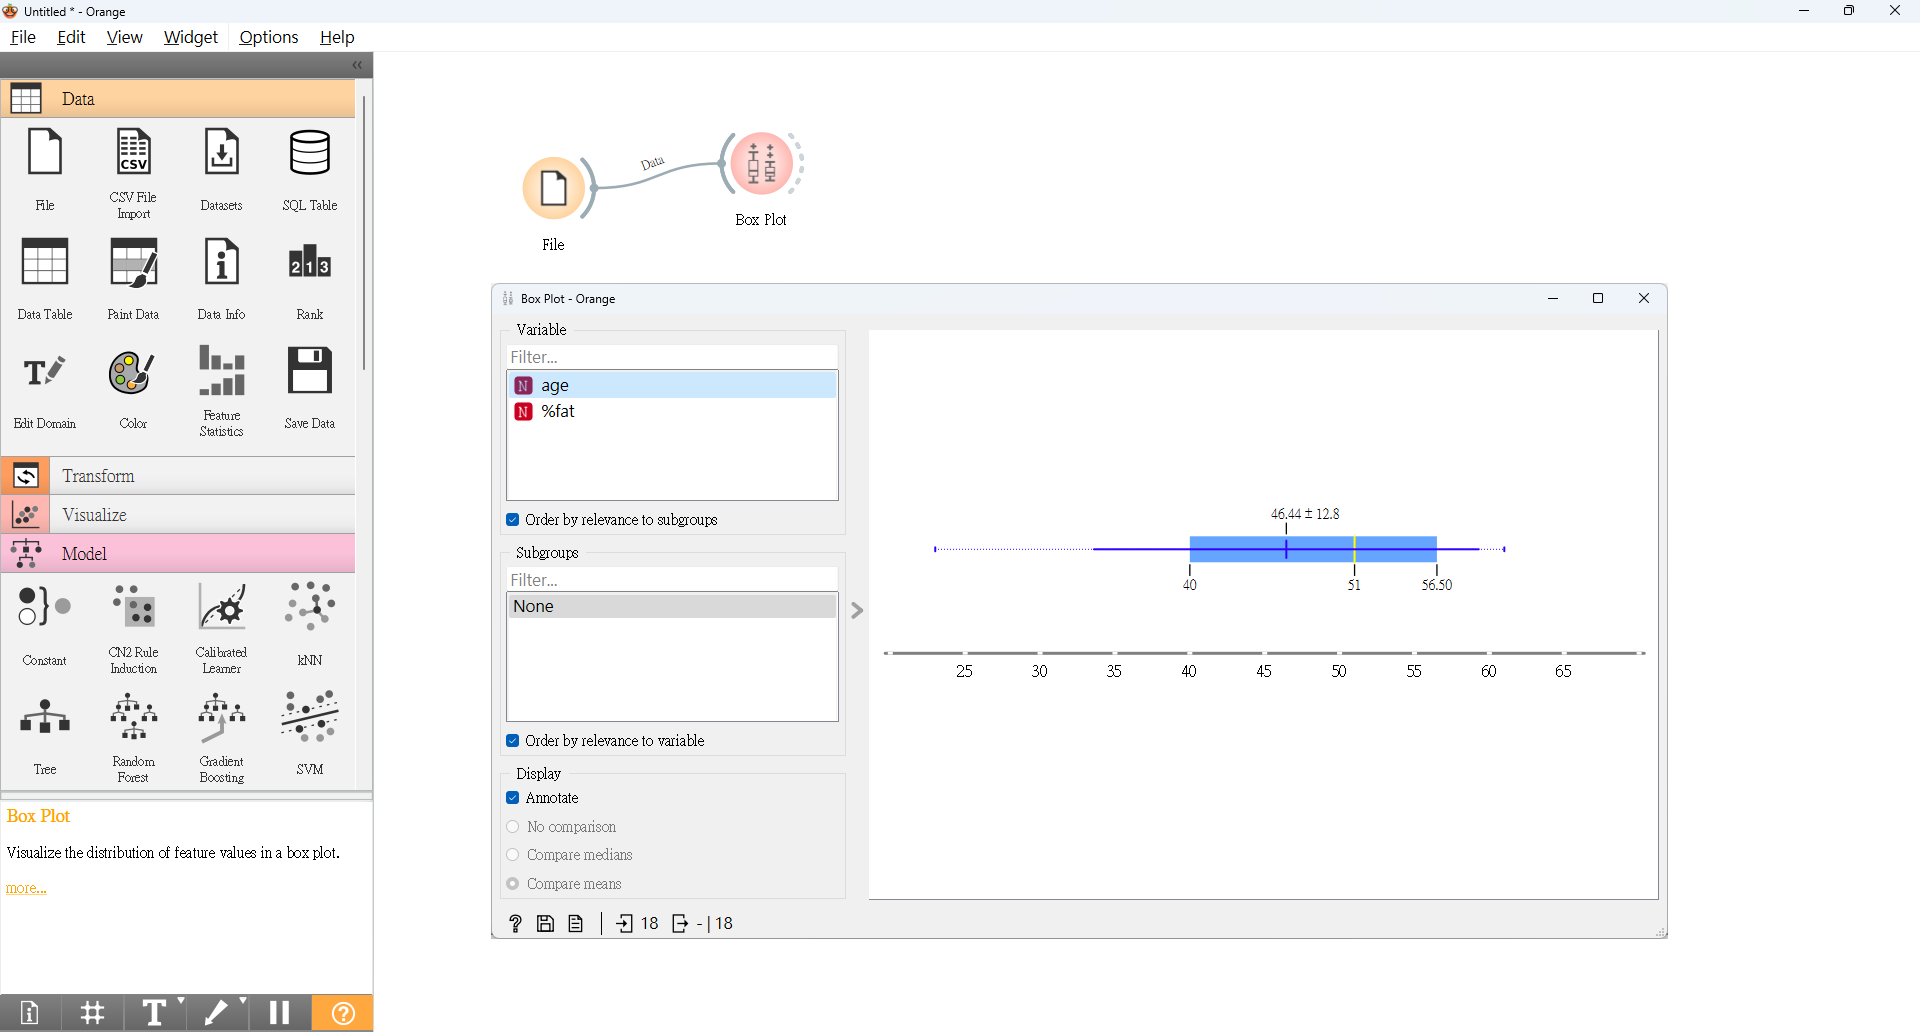 Untitled * - Orange
File Edit View Widget Options Help
«
Data
CSV
File
CSV File
Import
Datasets
SQL Table
213
Data Table
Paint Data
Data Info
Rank
T
Edit Domain
Color
Feature
Statistics
Save Data
Transform
Visualize
Model
Constant
CN2 Rule
Induction
Calibrated
Learner
kNN
Tree
Random
Forest
Gradient
Boosting
SVM
Box Plot
Visualize the distribution of feature values in a box plot.
more...
T
?
Data
File
Box Plot
Box Plot - Orange
Variable
Filter...
N age
N %fat
Order by relevance to subgroups
Subgroups
Filter...
None
Order by relevance to variable
Display
Annotate
No comparison
Compare medians
Compare means
? | 18 - | 18
46.44 ± 12.8
40 51 56.50
25 30 35 40 45 50 55 60 65